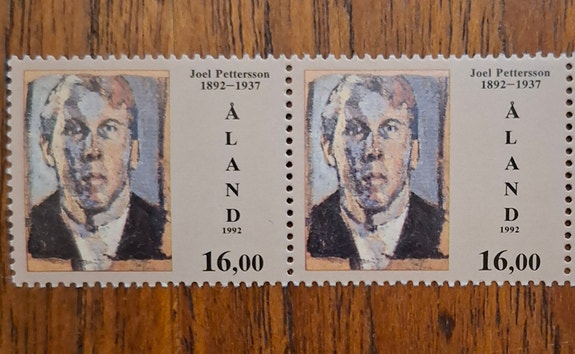 Joel Pettersson
1892–1937
ÅLAND
1992
16,00
Joel Pettersson
1892–1937
ÅLAND
1992
16,00